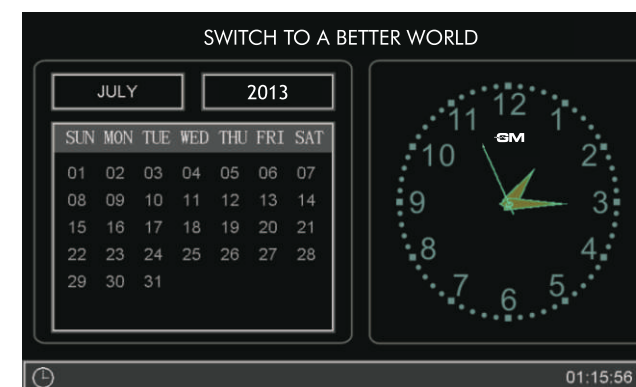 SWITCH TO A BETTER WORLD
JULY 2013
SUN MON TUE WED THU FRI SAT
01 02 03 04 05 06 07
08 09 10 11 12 13 14
15 16 17 18 19 20 21
22 23 24 25 26 27 28
29 30 31
12
11 1
GM
10 2
9 3
8 4
7 5
6
01:15:56